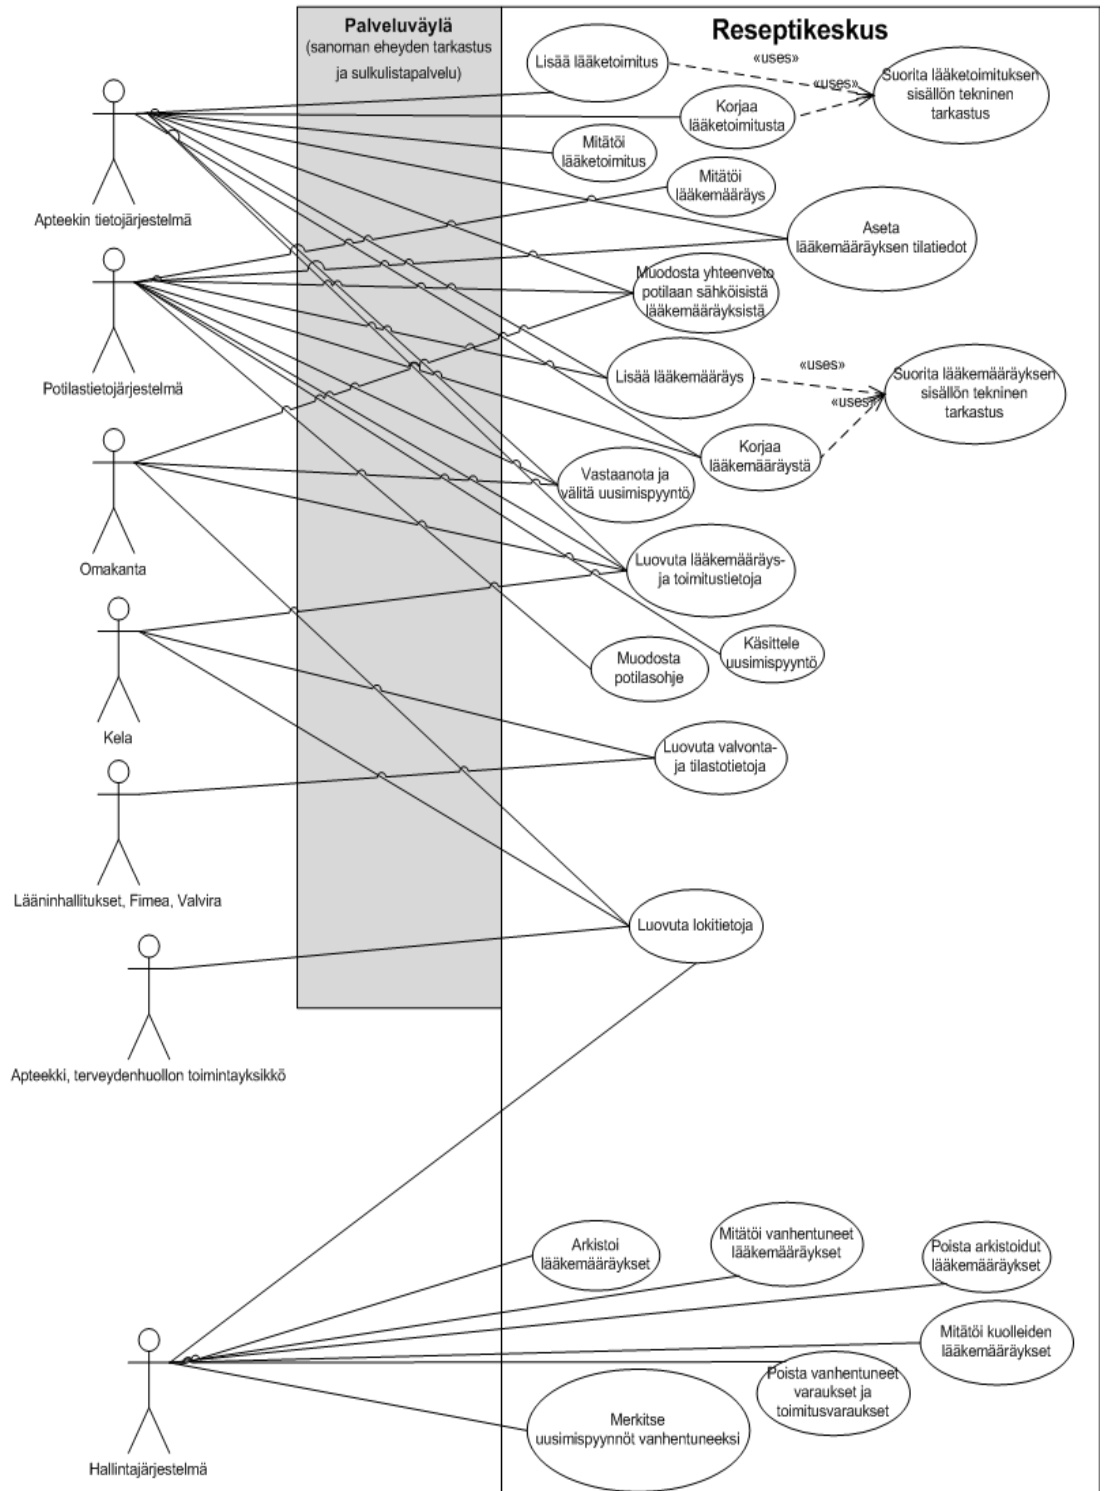 Palveluväylä
(sanoman eheyden tarkastus
ja sulkulistapalvelu)
Reseptikeskus
Lisää lääketoimitus
«uses»
«uses»
Suorita lääketoimituksen
sisällön tekninen
tarkastus
Korjaa
lääketoimitusta
Mitätöi
lääketoimitus
Mitätöi
lääkemääräys
Apteekin tietojärjestelmä
Aseta
lääkemääräyksen tilatiedot
Muodosta yhteenveto
potilaan sähköisistä
lääkemääräyksistä
Potilastietojärjestelmä
Lisää lääkemääräys
«uses»
«uses»
Suorita lääkemääräyksen
sisällön tekninen
tarkastus
Korjaa
lääkemääräystä
Vastaanota ja
välitä uusimispyyntö
Omakanta
Luovuta lääkemääräys-
ja toimitustietoja
Käsittele
uusimispyyntö
Muodosta
potilasohje
Kela
Luovuta valvonta-
ja tilastotietoja
Lääninhallitukset, Fimea, Valvira
Luovuta lokitietoja
Apteekki, terveydenhuollon toimintayksikkö
Arkistoi
lääkemääräykset
Mitätöi vanhentuneet
lääkemääräykset
Poista arkistoidut
lääkemääräykset
Mitätöi kuolleiden
lääkemääräykset
Poista vanhentuneet
varaukset ja
toimitusvaraukset
Merkitse
uusimispyynnöt vanhentuneeksi
Hallintajärjestelmä